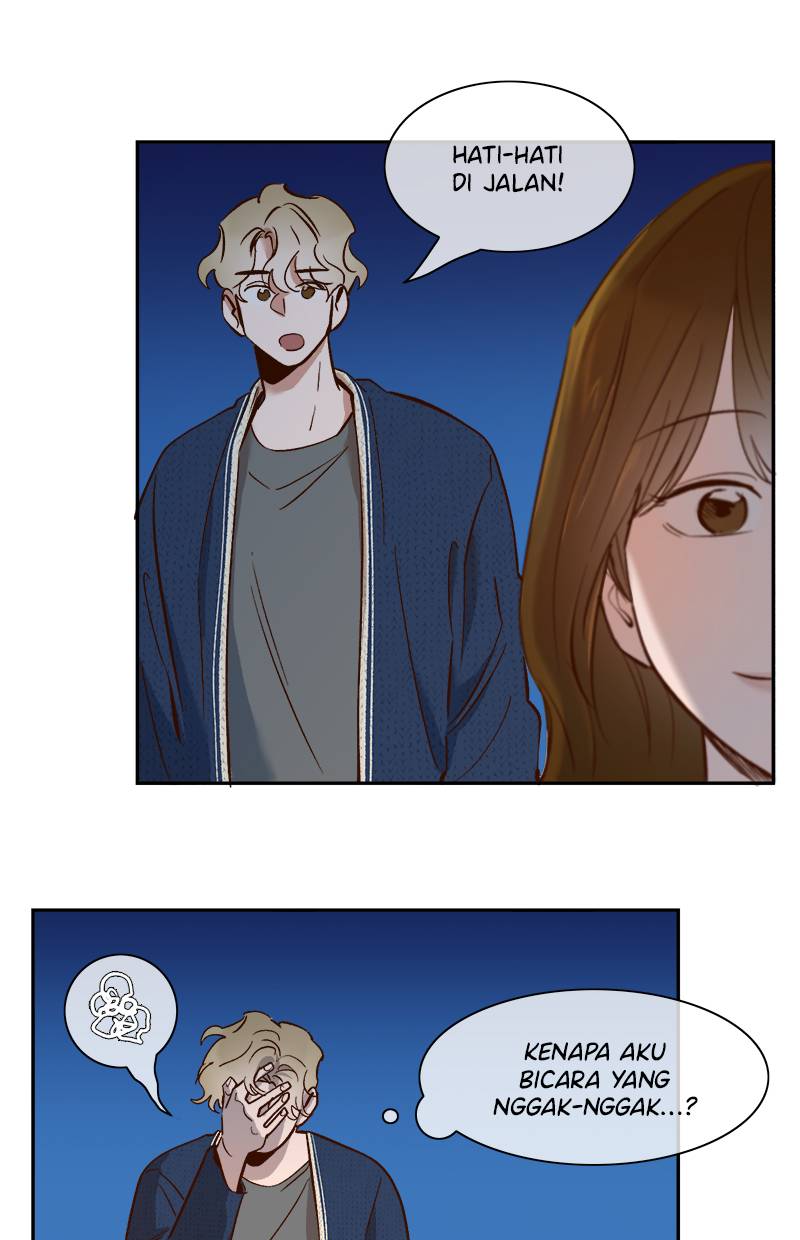 HATI-HATI
DI JALAN!
KENAPA AKU
BICARA YANG
NGGAK-NGGAK...?